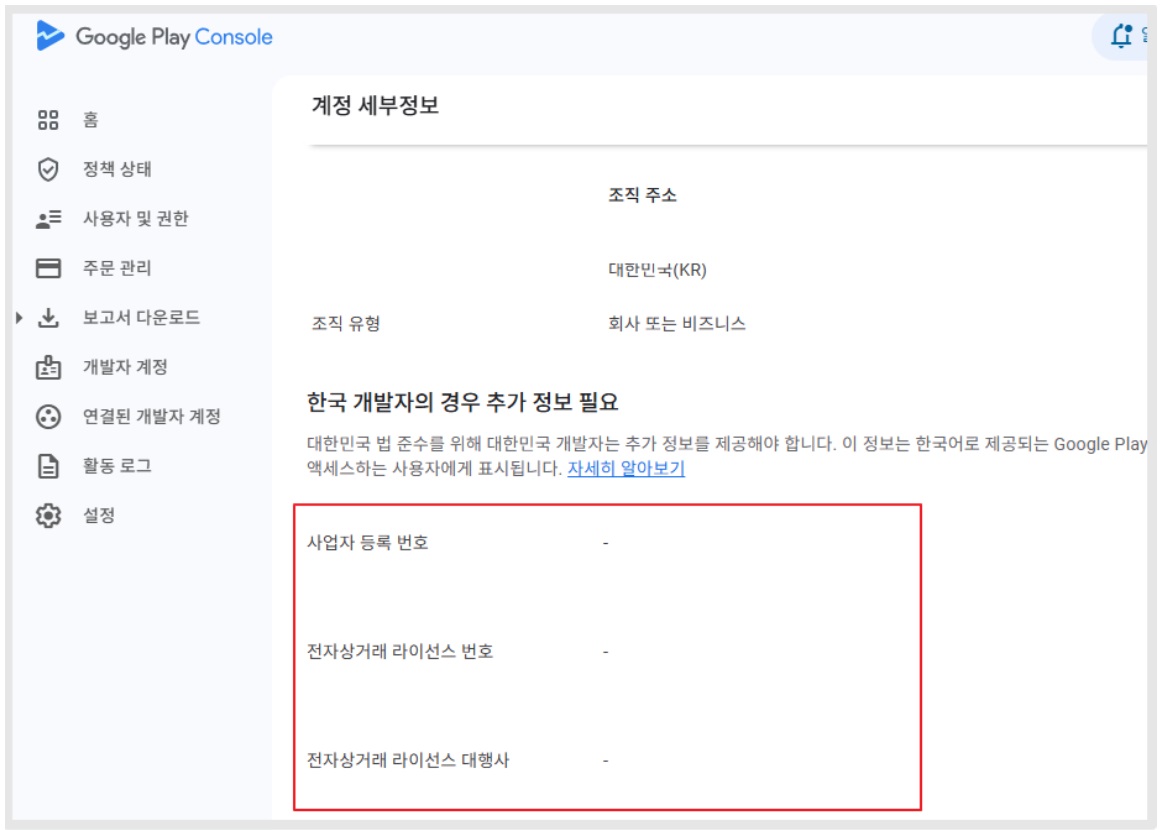 Google Play Console
홈
정책 상태
사용자 및 권한
주문 관리
보고서 다운로드
개발자 계정
연결된 개발자 계정
활동 로그
설정
계정 세부정보
조직 주소
대한민국(KR)
조직 유형 회사 또는 비즈니스
한국 개발자의 경우 추가 정보 필요
대한민국 법 준수를 위해 대한민국 개발자는 추가 정보를 제공해야 합니다. 이 정보는 한국어로 제공되는 Google Play
액세스하는 사용자에게 표시됩니다. 자세히 알아보기
사업자 등록 번호 -
전자상거래 라이선스 번호 -
전자상거래 라이선스 대행사 -